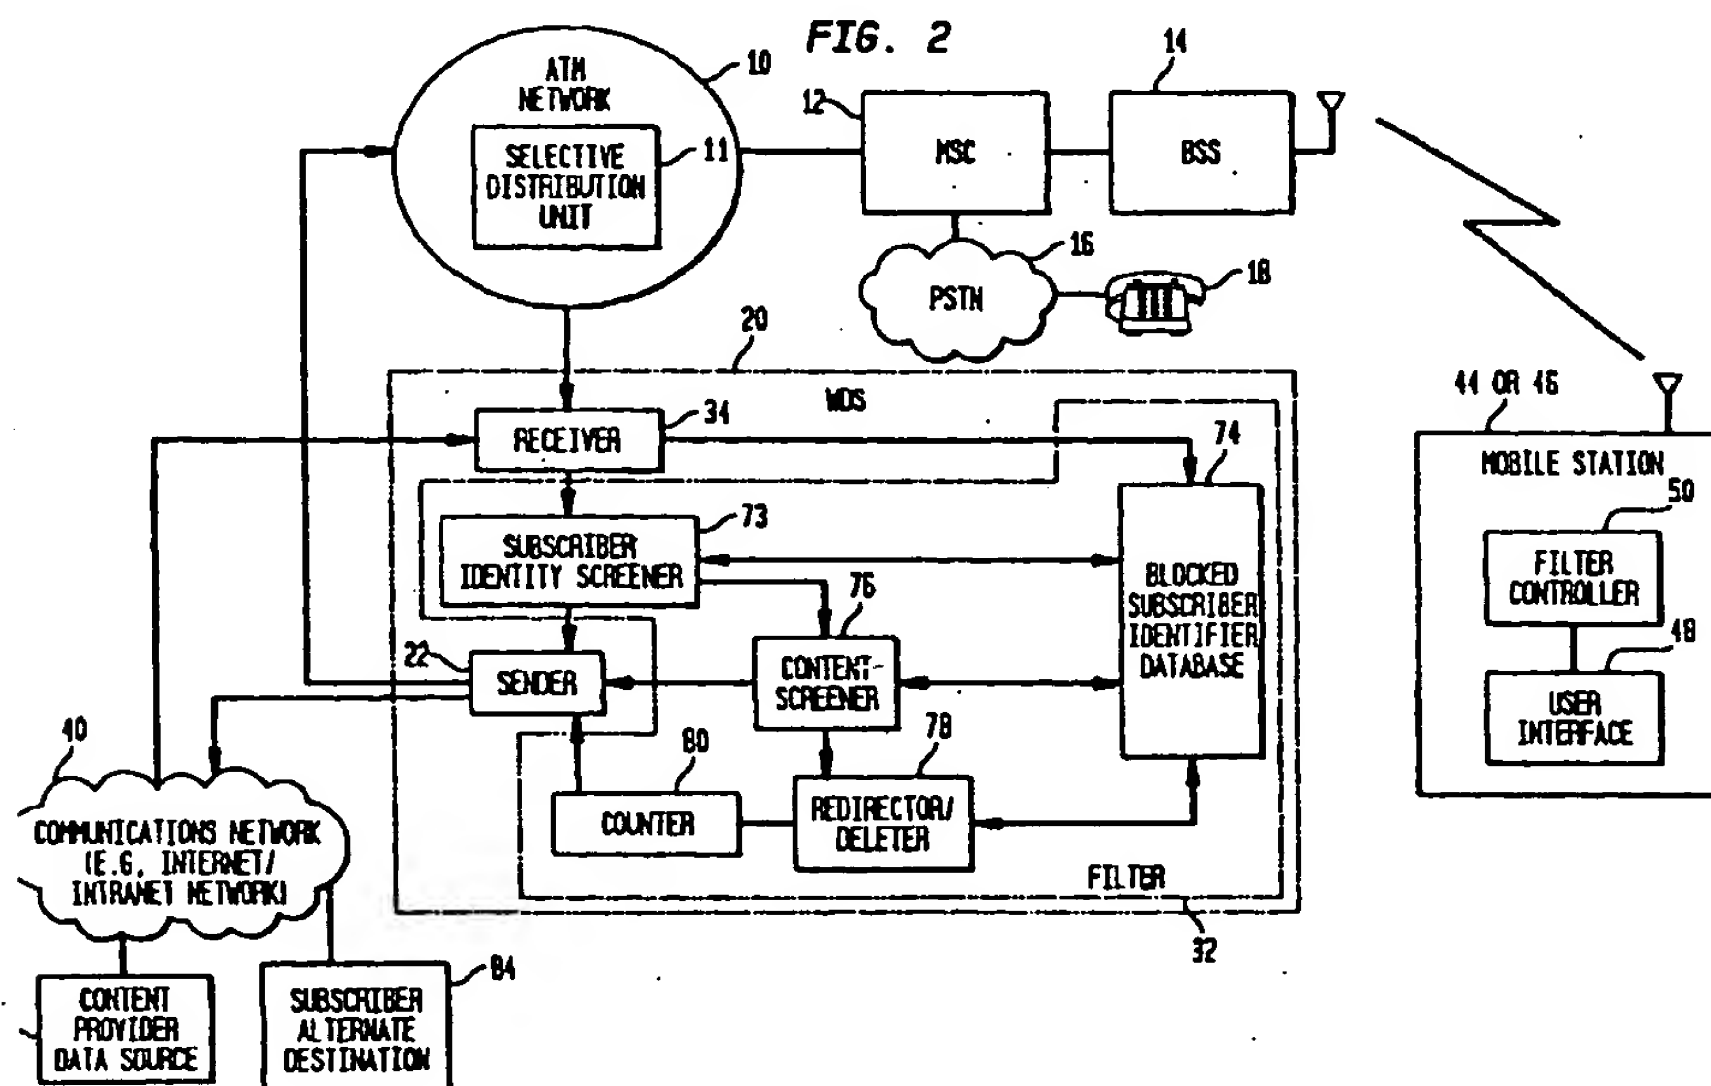 FIG. 2
10
ATM
NETWORK
SELECTIVE
DISTRIBUTION
UNIT
11
12
MSC
14
BSS
16
PSTN
18
20
WDS
RECEIVER
34
73
SUBSCRIBER
IDENTITY SCREENER
74
BLOCKED
SUBSCRIBER
IDENTIFIER
DATABASE
76
CONTENT-
SCREENER
22
SENDER
78
REDIRECTOR/
DELETER
80
COUNTER
FILTER
32
44 OR 46
MOBILE STATION
50
FILTER
CONTROLLER
48
USER
INTERFACE
40
COMMUNICATIONS NETWORK
(E.G. INTERNET/
INTRANET NETWORK)
CONTENT
PROVIDER
DATA SOURCE
84
SUBSCRIBER
ALTERNATE
DESTINATION